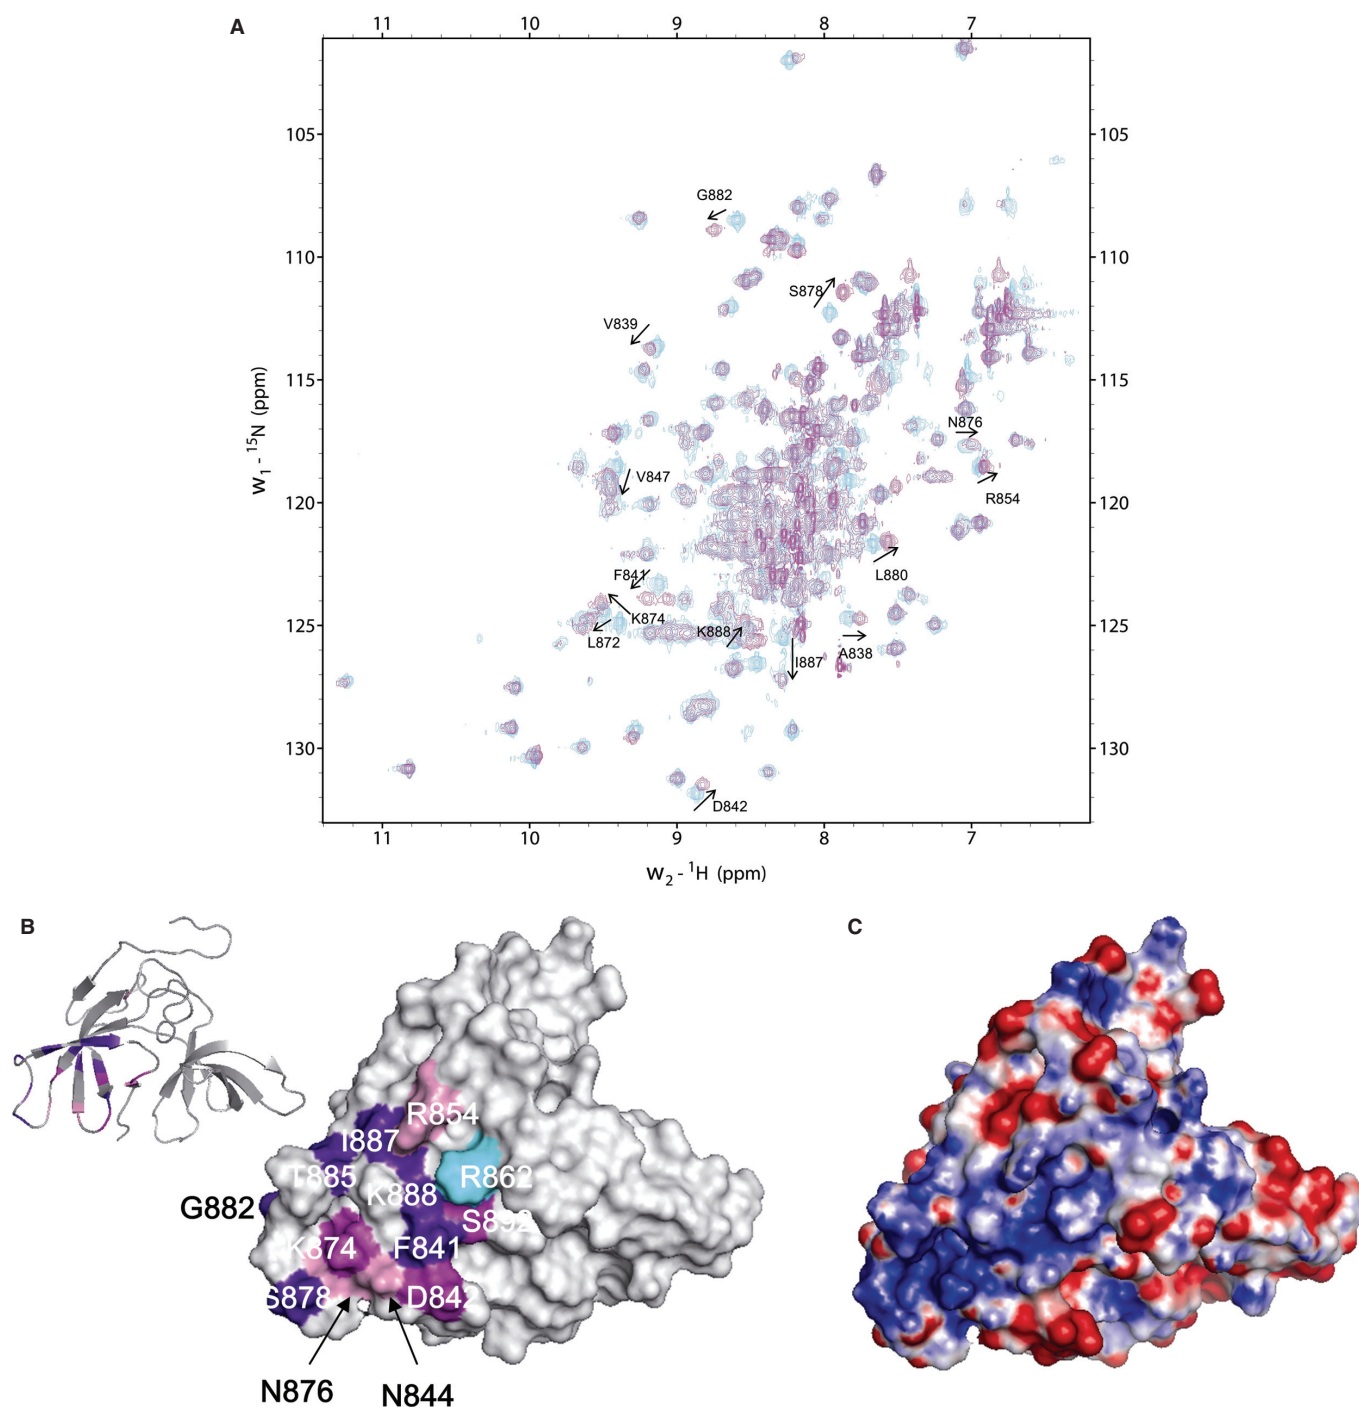 A
11 10 9 8 7
105 105
G882
110 110
S878
V839
115 115
N876
V847
R854
120 120
L880
F841
K874
125 K888 125
L872
A838
I887
130 130
D842
11 10 9 8 7
w₁ - ¹⁵N (ppm)
w₂ - ¹H (ppm)
B
C
R854
I887
T885 R862
K888
G882
S892
K874 F841
S878 D842
N876 N844